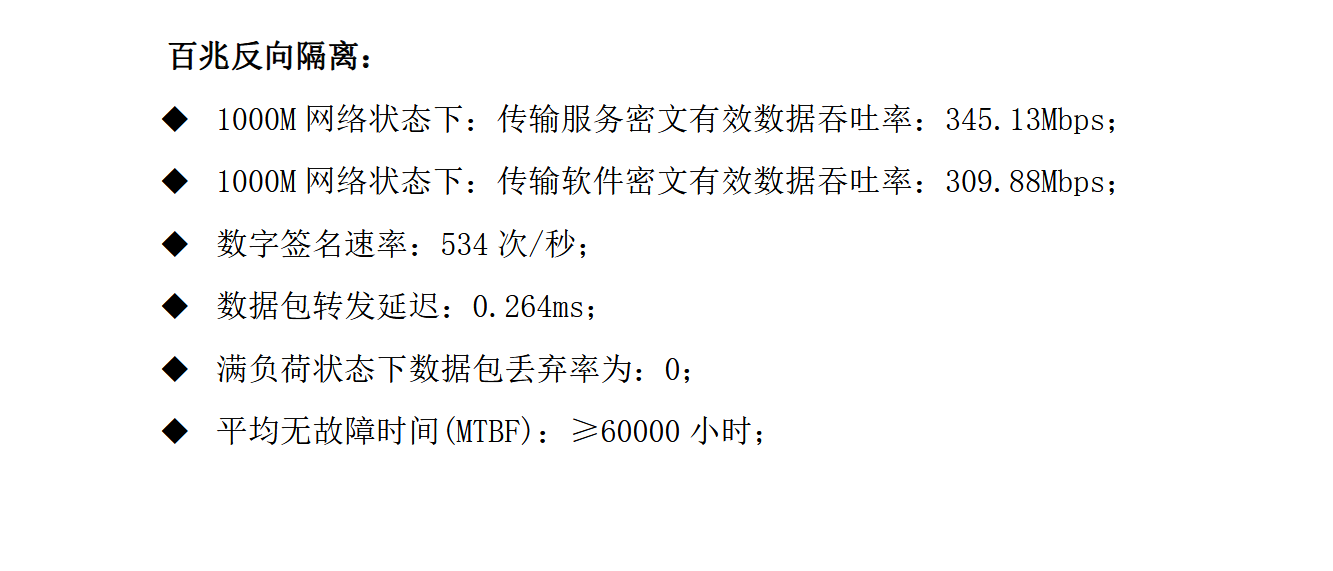 百兆反向隔离：
◆ 1000M 网络状态下：传输服务密文有效数据吞吐率：345.13Mbps；
◆ 1000M 网络状态下：传输软件密文有效数据吞吐率：309.88Mbps；
◆ 数字签名速率：534 次/秒；
◆ 数据包转发延迟：0.264ms；
◆ 满负荷状态下数据包丢弃率为：0；
◆ 平均无故障时间(MTBF)：≥60000 小时；